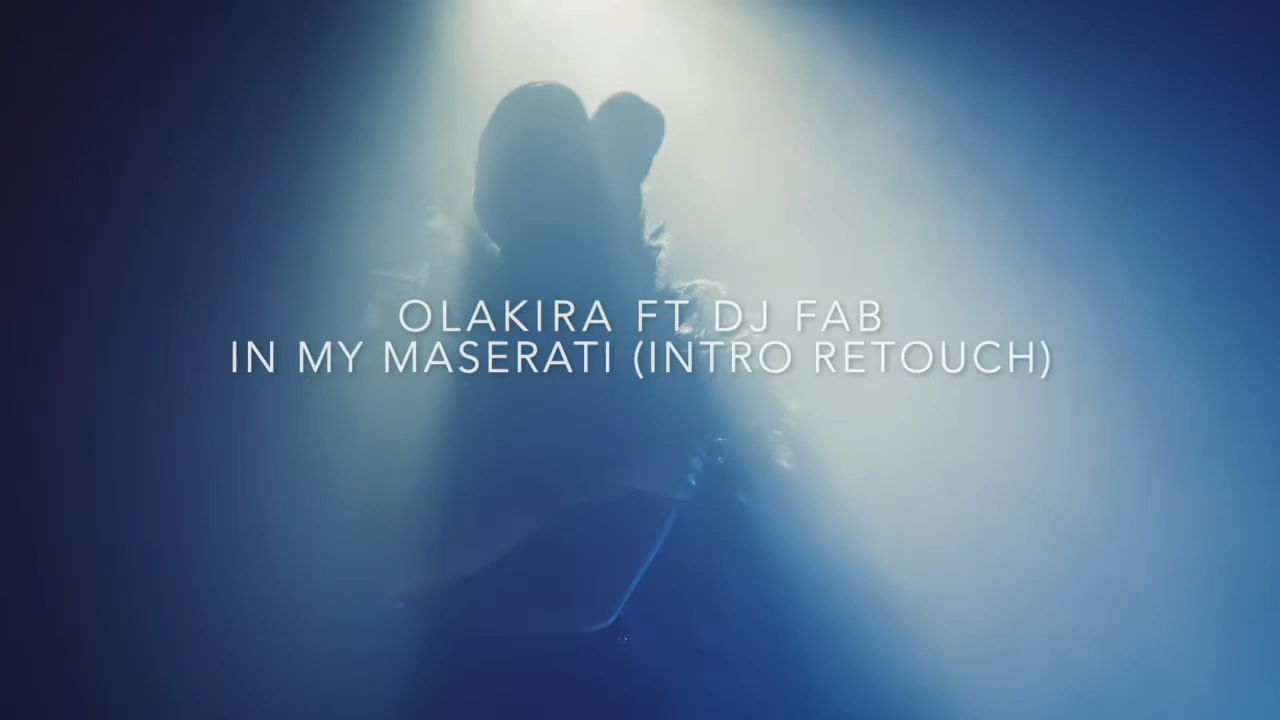 OLAKIRA FT DJ FAB
IN MY MASERATI (INTRO RETOUCH)